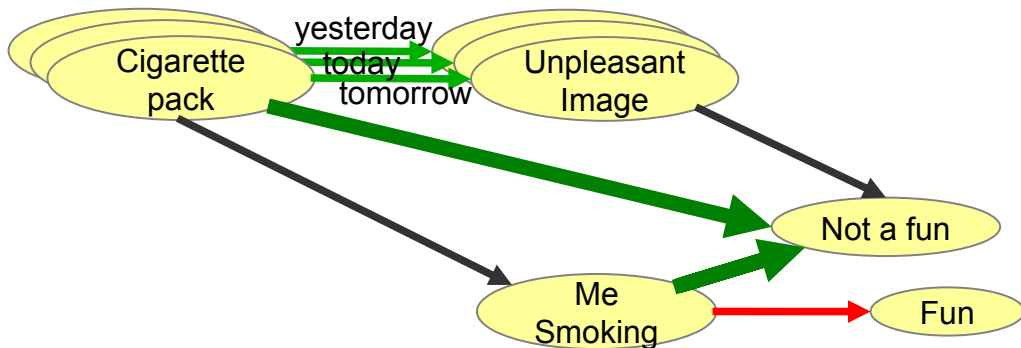 yesterday
today
tomorrow
Cigarette
pack
Unpleasant
Image
Not a fun
Me
Smoking
Fun